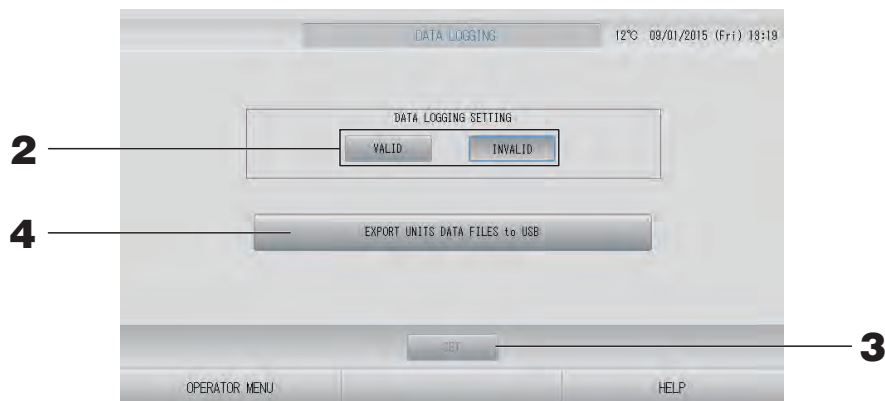 DATA LOGGING 12℃ 09/01/2015 (Fri) 13:19
DATA LOGGING SETTING
2 VALID INVALID
4 EXPORT UNITS DATA FILES to USB
SET 3
OPERATOR MENU HELP